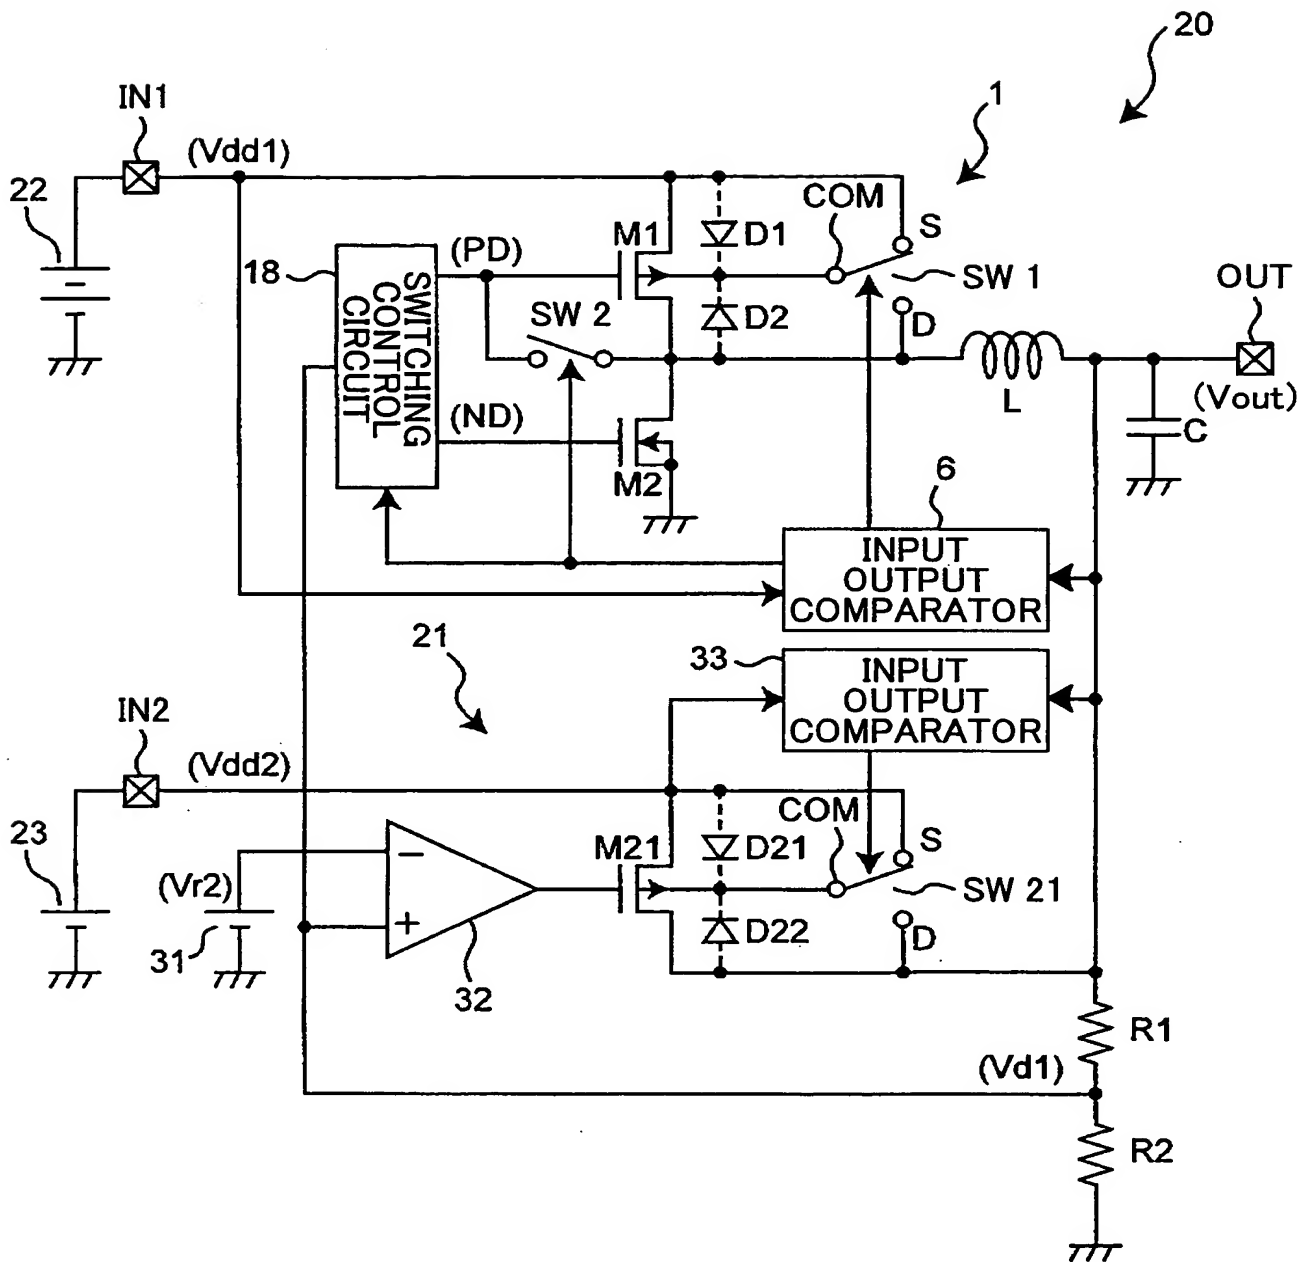 20
IN1
1
(Vdd1)
22
COM
S
M1
D1
(PD)
18
SWITCHING
CONTROL
CIRCUIT
SW 1
OUT
SW 2
D2
D
L
(Vout)
C
(ND)
M2
6
INPUT
OUTPUT
COMPARATOR
21
33
INPUT
OUTPUT
COMPARATOR
IN2
(Vdd2)
COM
23
S
M21
D21
(Vr2)
−
SW 21
+
D22
D
31
32
R1
(Vd1)
R2